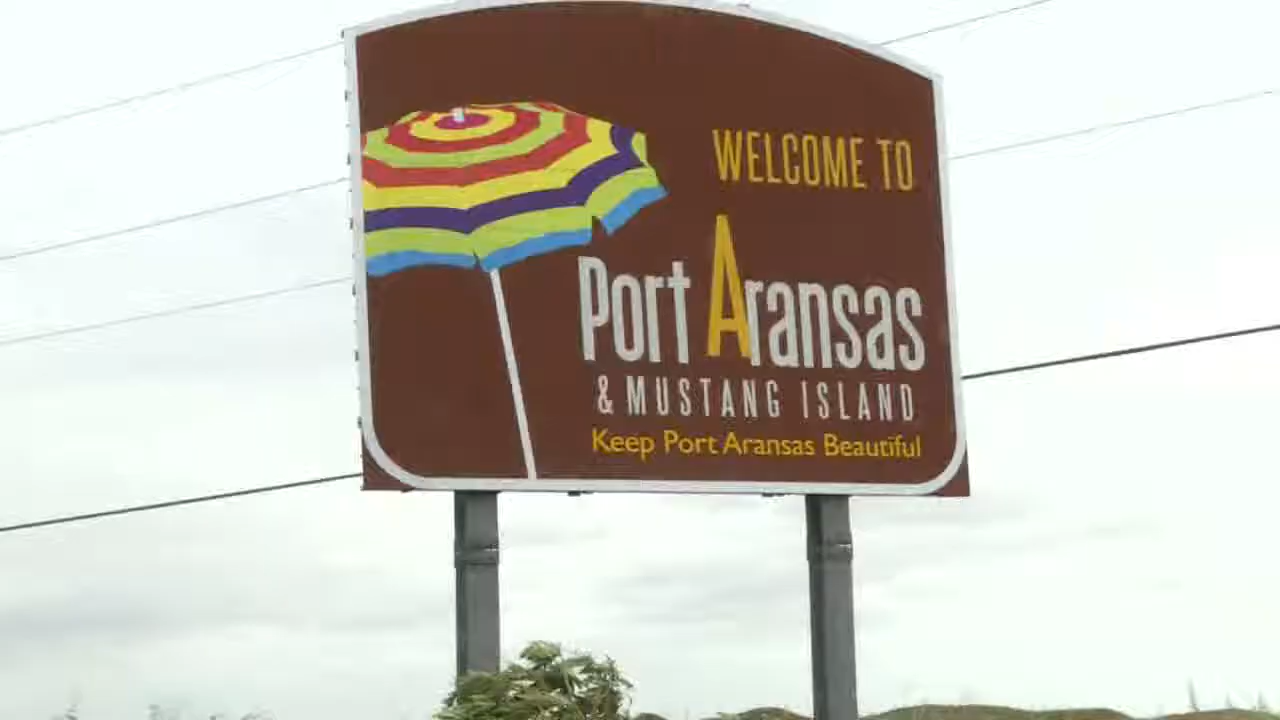 WELCOME TO
Port Aransas
& MUSTANG ISLAND
Keep Port Aransas Beautiful